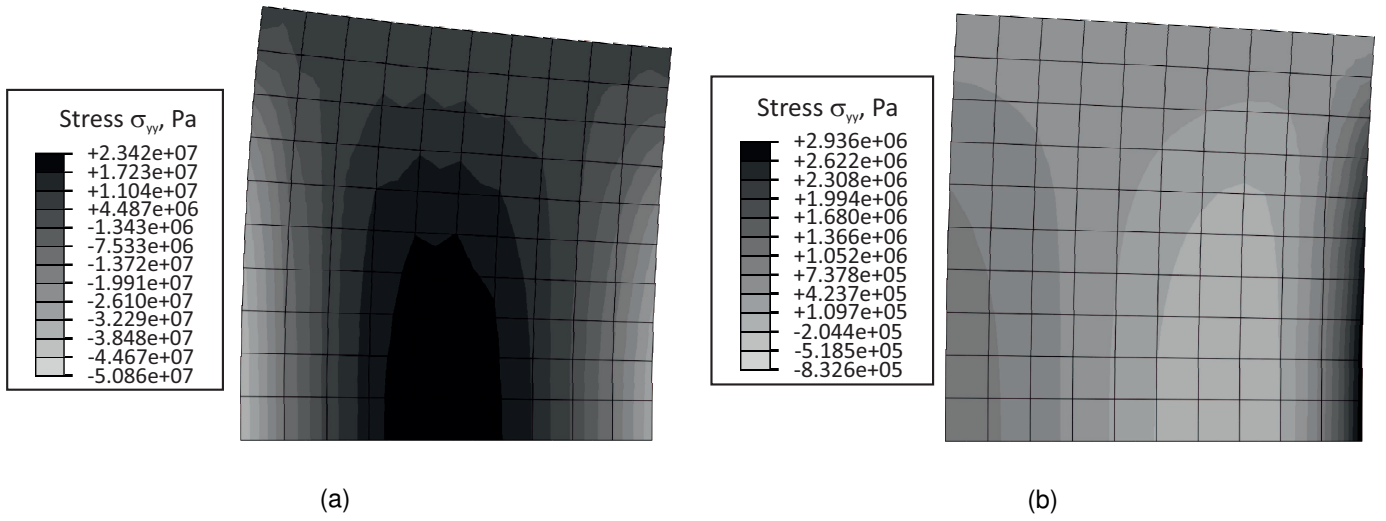 Stress σyy, Pa
+2.342e+07
+1.723e+07
+1.104e+07
+4.487e+06
-1.343e+06
-7.533e+06
-1.372e+07
-1.991e+07
-2.610e+07
-3.229e+07
-3.848e+07
-4.467e+07
-5.086e+07
(a)
Stress σyy, Pa
+2.936e+06
+2.622e+06
+2.308e+06
+1.994e+06
+1.680e+06
+1.366e+06
+1.052e+06
+7.378e+05
+4.237e+05
+1.097e+05
-2.044e+05
-5.185e+05
-8.326e+05
(b)